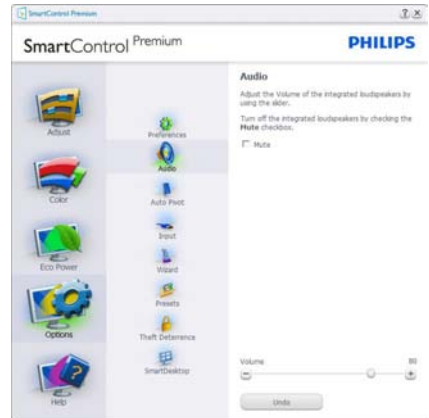 SmartControl Premium
SmartControl Premium
PHILIPS
Adjust
Color
Eco Power
Options
Help
Preferences
Audio
Auto Pivot
Input
Wizard
Presets
Theft Deterrence
SmartDesktop
Audio
Adjust the Volume of the integrated loudspeakers by
using the slider.
Turn off the integrated loudspeakers by checking the
Mute checkbox.
Mute
Volume
80
Undo